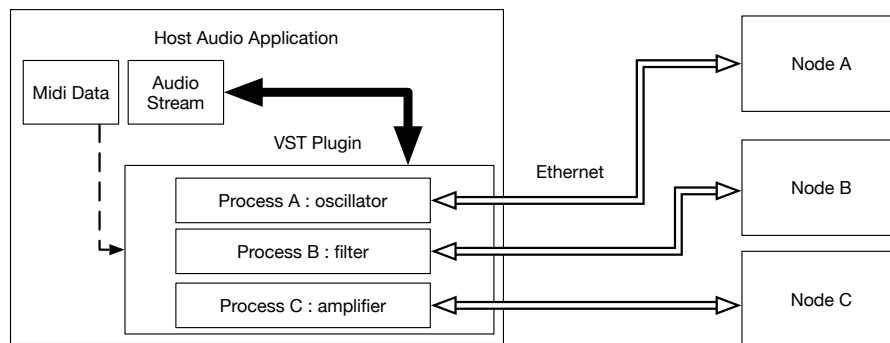 Host Audio Application
Midi Data
Audio
Stream
VST Plugin
Process A : oscillator
Process B : filter
Process C : amplifier
Ethernet
Node A
Node B
Node C